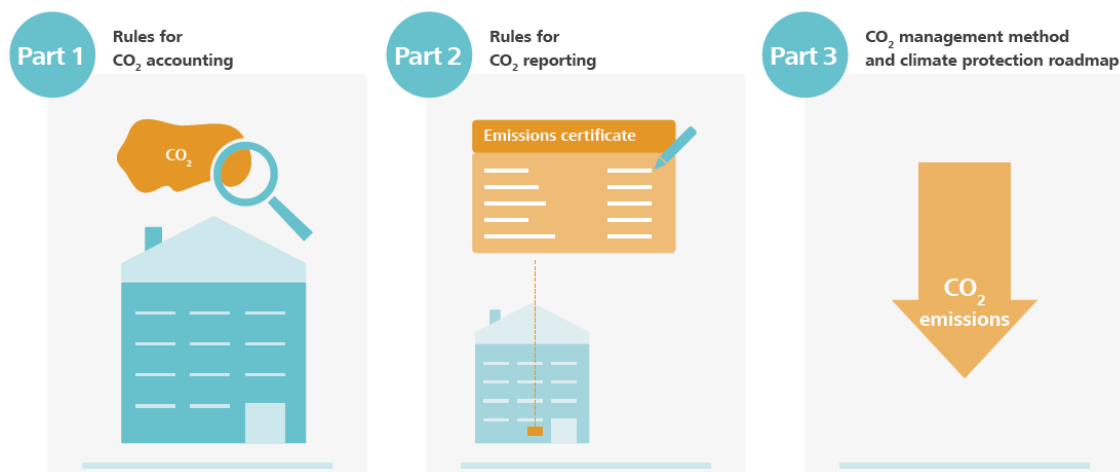 Part 1
Rules for
CO₂ accounting
CO₂
Part 2
Rules for
CO₂ reporting
Emissions certificate
Part 3
CO₂ management method
and climate protection roadmap
CO₂
emissions